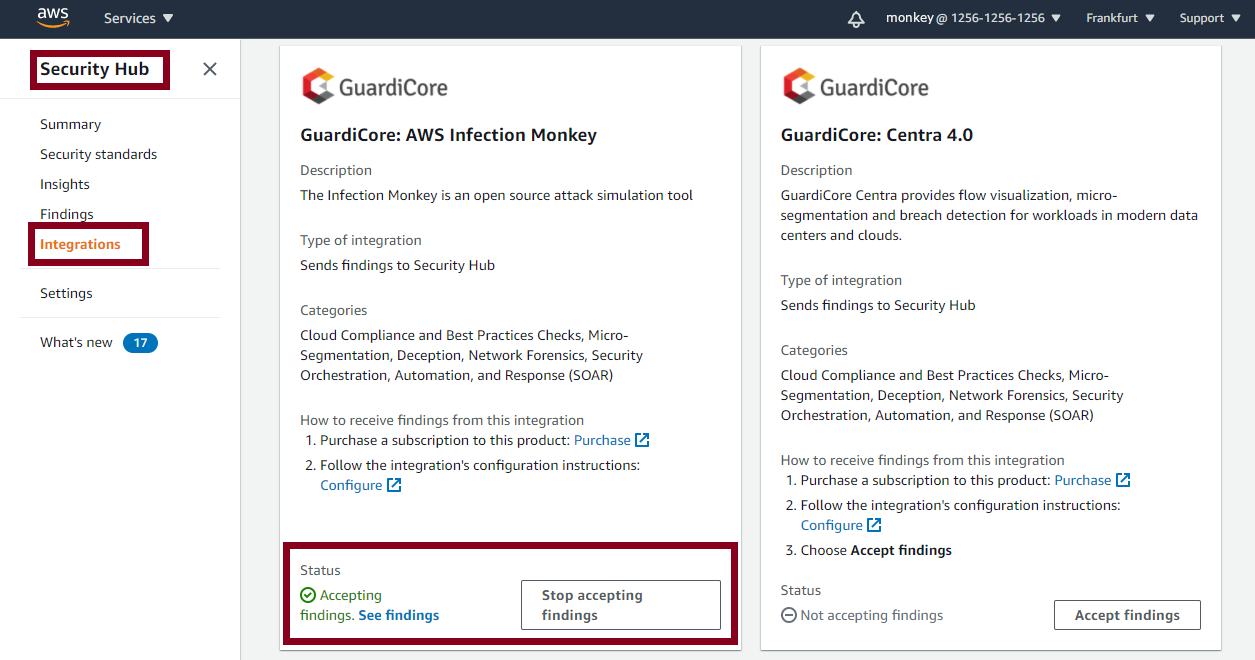 aws
Services
monkey @ 1256-1256-1256
Frankfurt
Support
Security Hub
Summary
Security standards
Insights
Findings
Integrations
Settings
What's new 17
GuardiCore
GuardiCore: AWS Infection Monkey
Description
The Infection Monkey is an open source attack simulation tool
Type of integration
Sends findings to Security Hub
Categories
Cloud Compliance and Best Practices Checks, Micro-
Segmentation, Deception, Network Forensics, Security
Orchestration, Automation, and Response (SOAR)
How to receive findings from this integration
1. Purchase a subscription to this product: Purchase
2. Follow the integration's configuration instructions:
Configure
Status
Accepting
findings. See findings
Stop accepting
findings
GuardiCore
GuardiCore: Centra 4.0
Description
GuardiCore Centra provides flow visualization, micro-
segmentation and breach detection for workloads in modern data
centers and clouds.
Type of integration
Sends findings to Security Hub
Categories
Cloud Compliance and Best Practices Checks, Micro-
Segmentation, Deception, Network Forensics, Security
Orchestration, Automation, and Response (SOAR)
How to receive findings from this integration
1. Purchase a subscription to this product: Purchase
2. Follow the integration's configuration instructions:
Configure
3. Choose Accept findings
Status
Not accepting findings
Accept findings